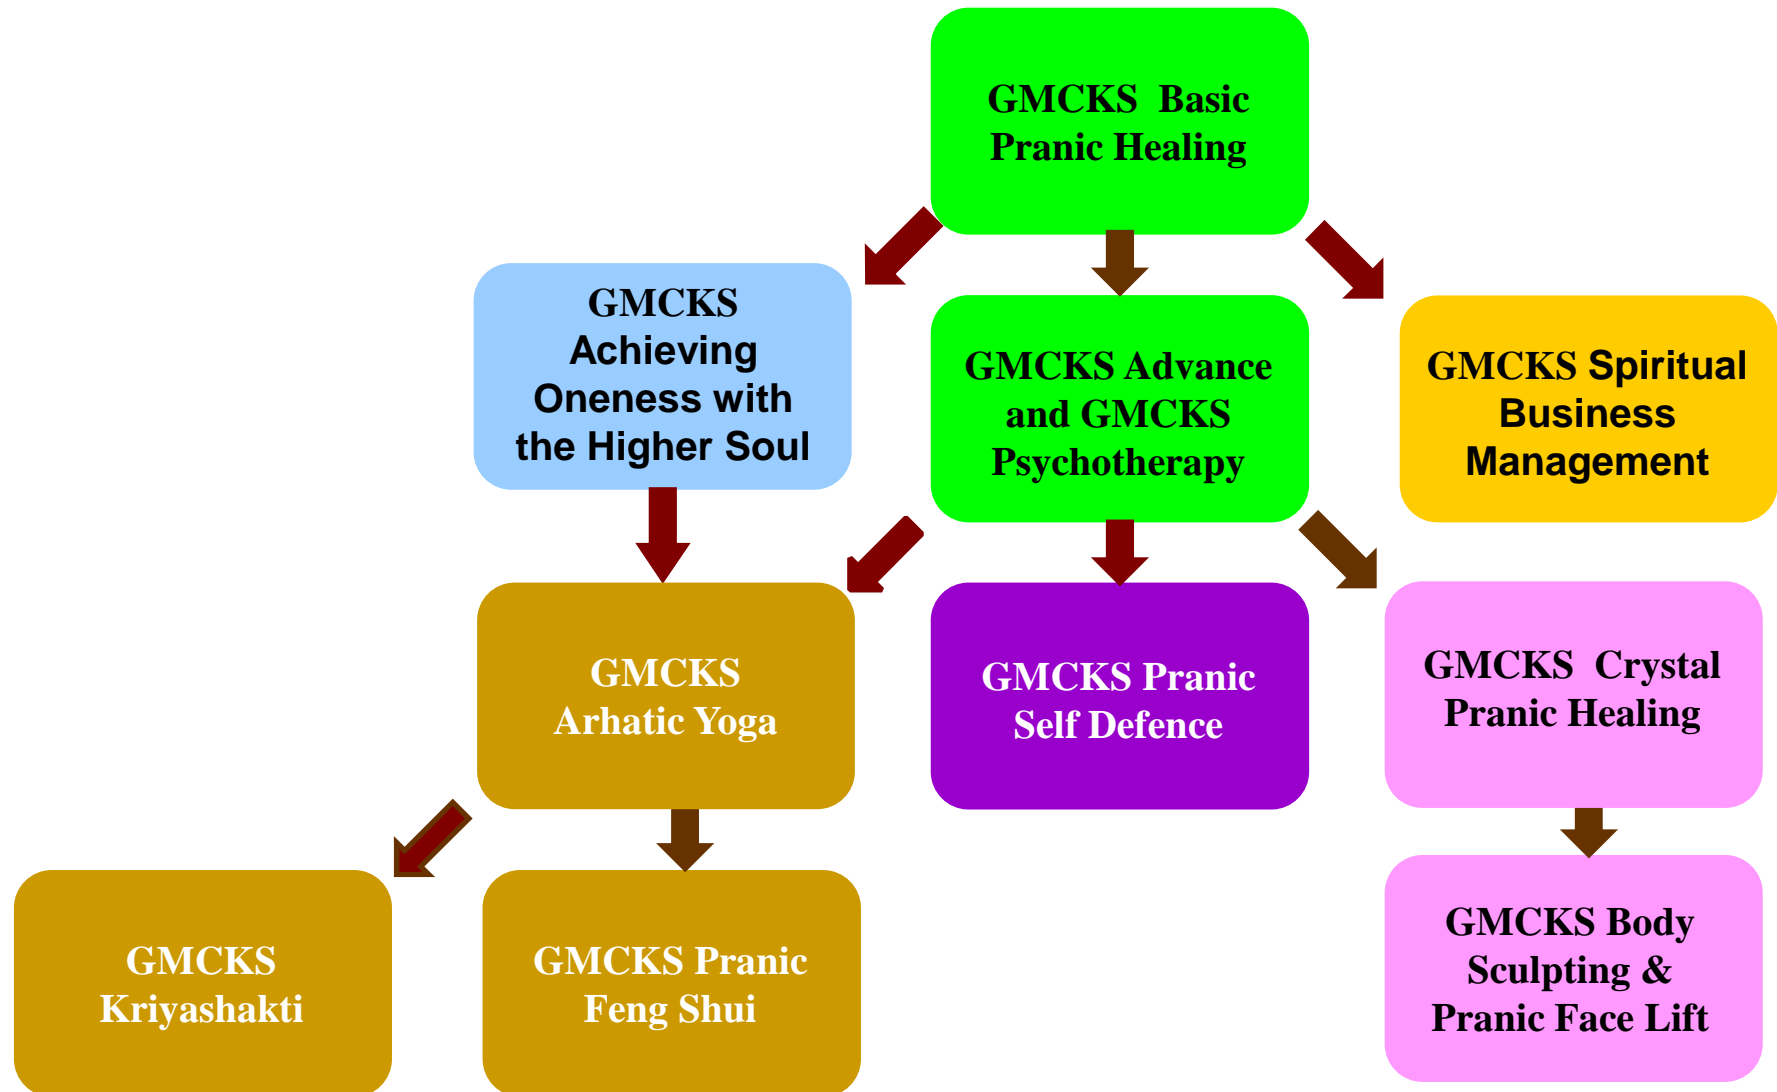 GMCKS Basic
Pranic Healing
GMCKS
Achieving
Oneness with
the Higher Soul
GMCKS Advance
and GMCKS
Psychotherapy
GMCKS Spiritual
Business
Management
GMCKS
Arhatic Yoga
GMCKS Pranic
Self Defence
GMCKS Crystal
Pranic Healing
GMCKS
Kriyashakti
GMCKS Pranic
Feng Shui
GMCKS Body
Sculpting &
Pranic Face Lift